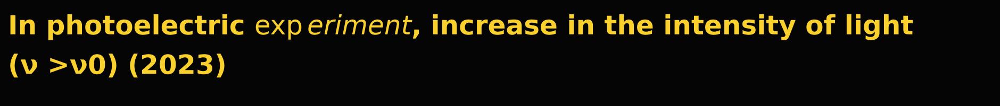 In photoelectric experiment, increase in the intensity of light
(ν >ν0) (2023)